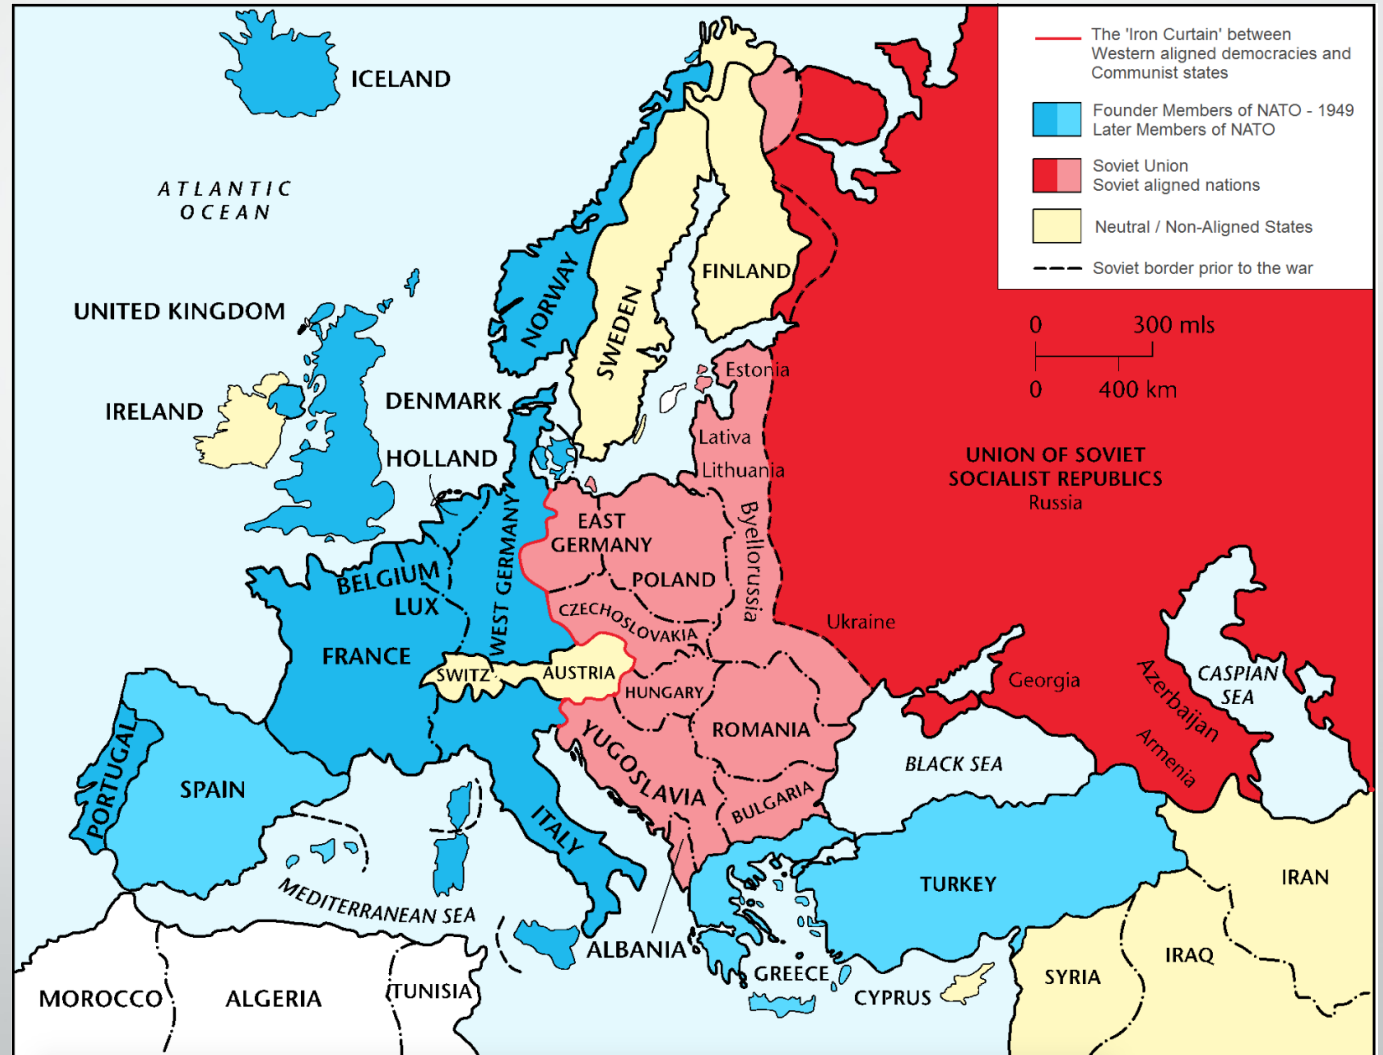 The 'Iron Curtain' between
Western aligned democracies and
Communist states
Founder Members of NATO - 1949
Later Members of NATO
Soviet Union
Soviet aligned nations
Neutral / Non-Aligned States
Soviet border prior to the war
ICELAND
ATLANTIC
OCEAN
UNITED KINGDOM
IRELAND
NORWAY
SWEDEN
FINLAND
0 300 mls
0 400 km
DENMARK
HOLLAND
Estonia
Lativa
Lithuania
UNION OF SOVIET
SOCIALIST REPUBLICS
Russia
EAST
GERMANY
WEST GERMANY
POLAND
Byellorussia
BELGIUM
LUX
CZECHOSLOVAKIA
Ukraine
FRANCE
SWITZ
AUSTRIA
HUNGARY
ROMANIA
Georgia
Azerbaijan
Armenia
CASPIAN
SEA
BLACK SEA
PORTUGAL
SPAIN
ITALY
YUGOSLAVIA
BULGARIA
MEDITERRANEAN SEA
ALBANIA
GREECE
TURKEY
CYPRUS
SYRIA
IRAQ
IRAN
MOROCCO
ALGERIA
TUNISIA